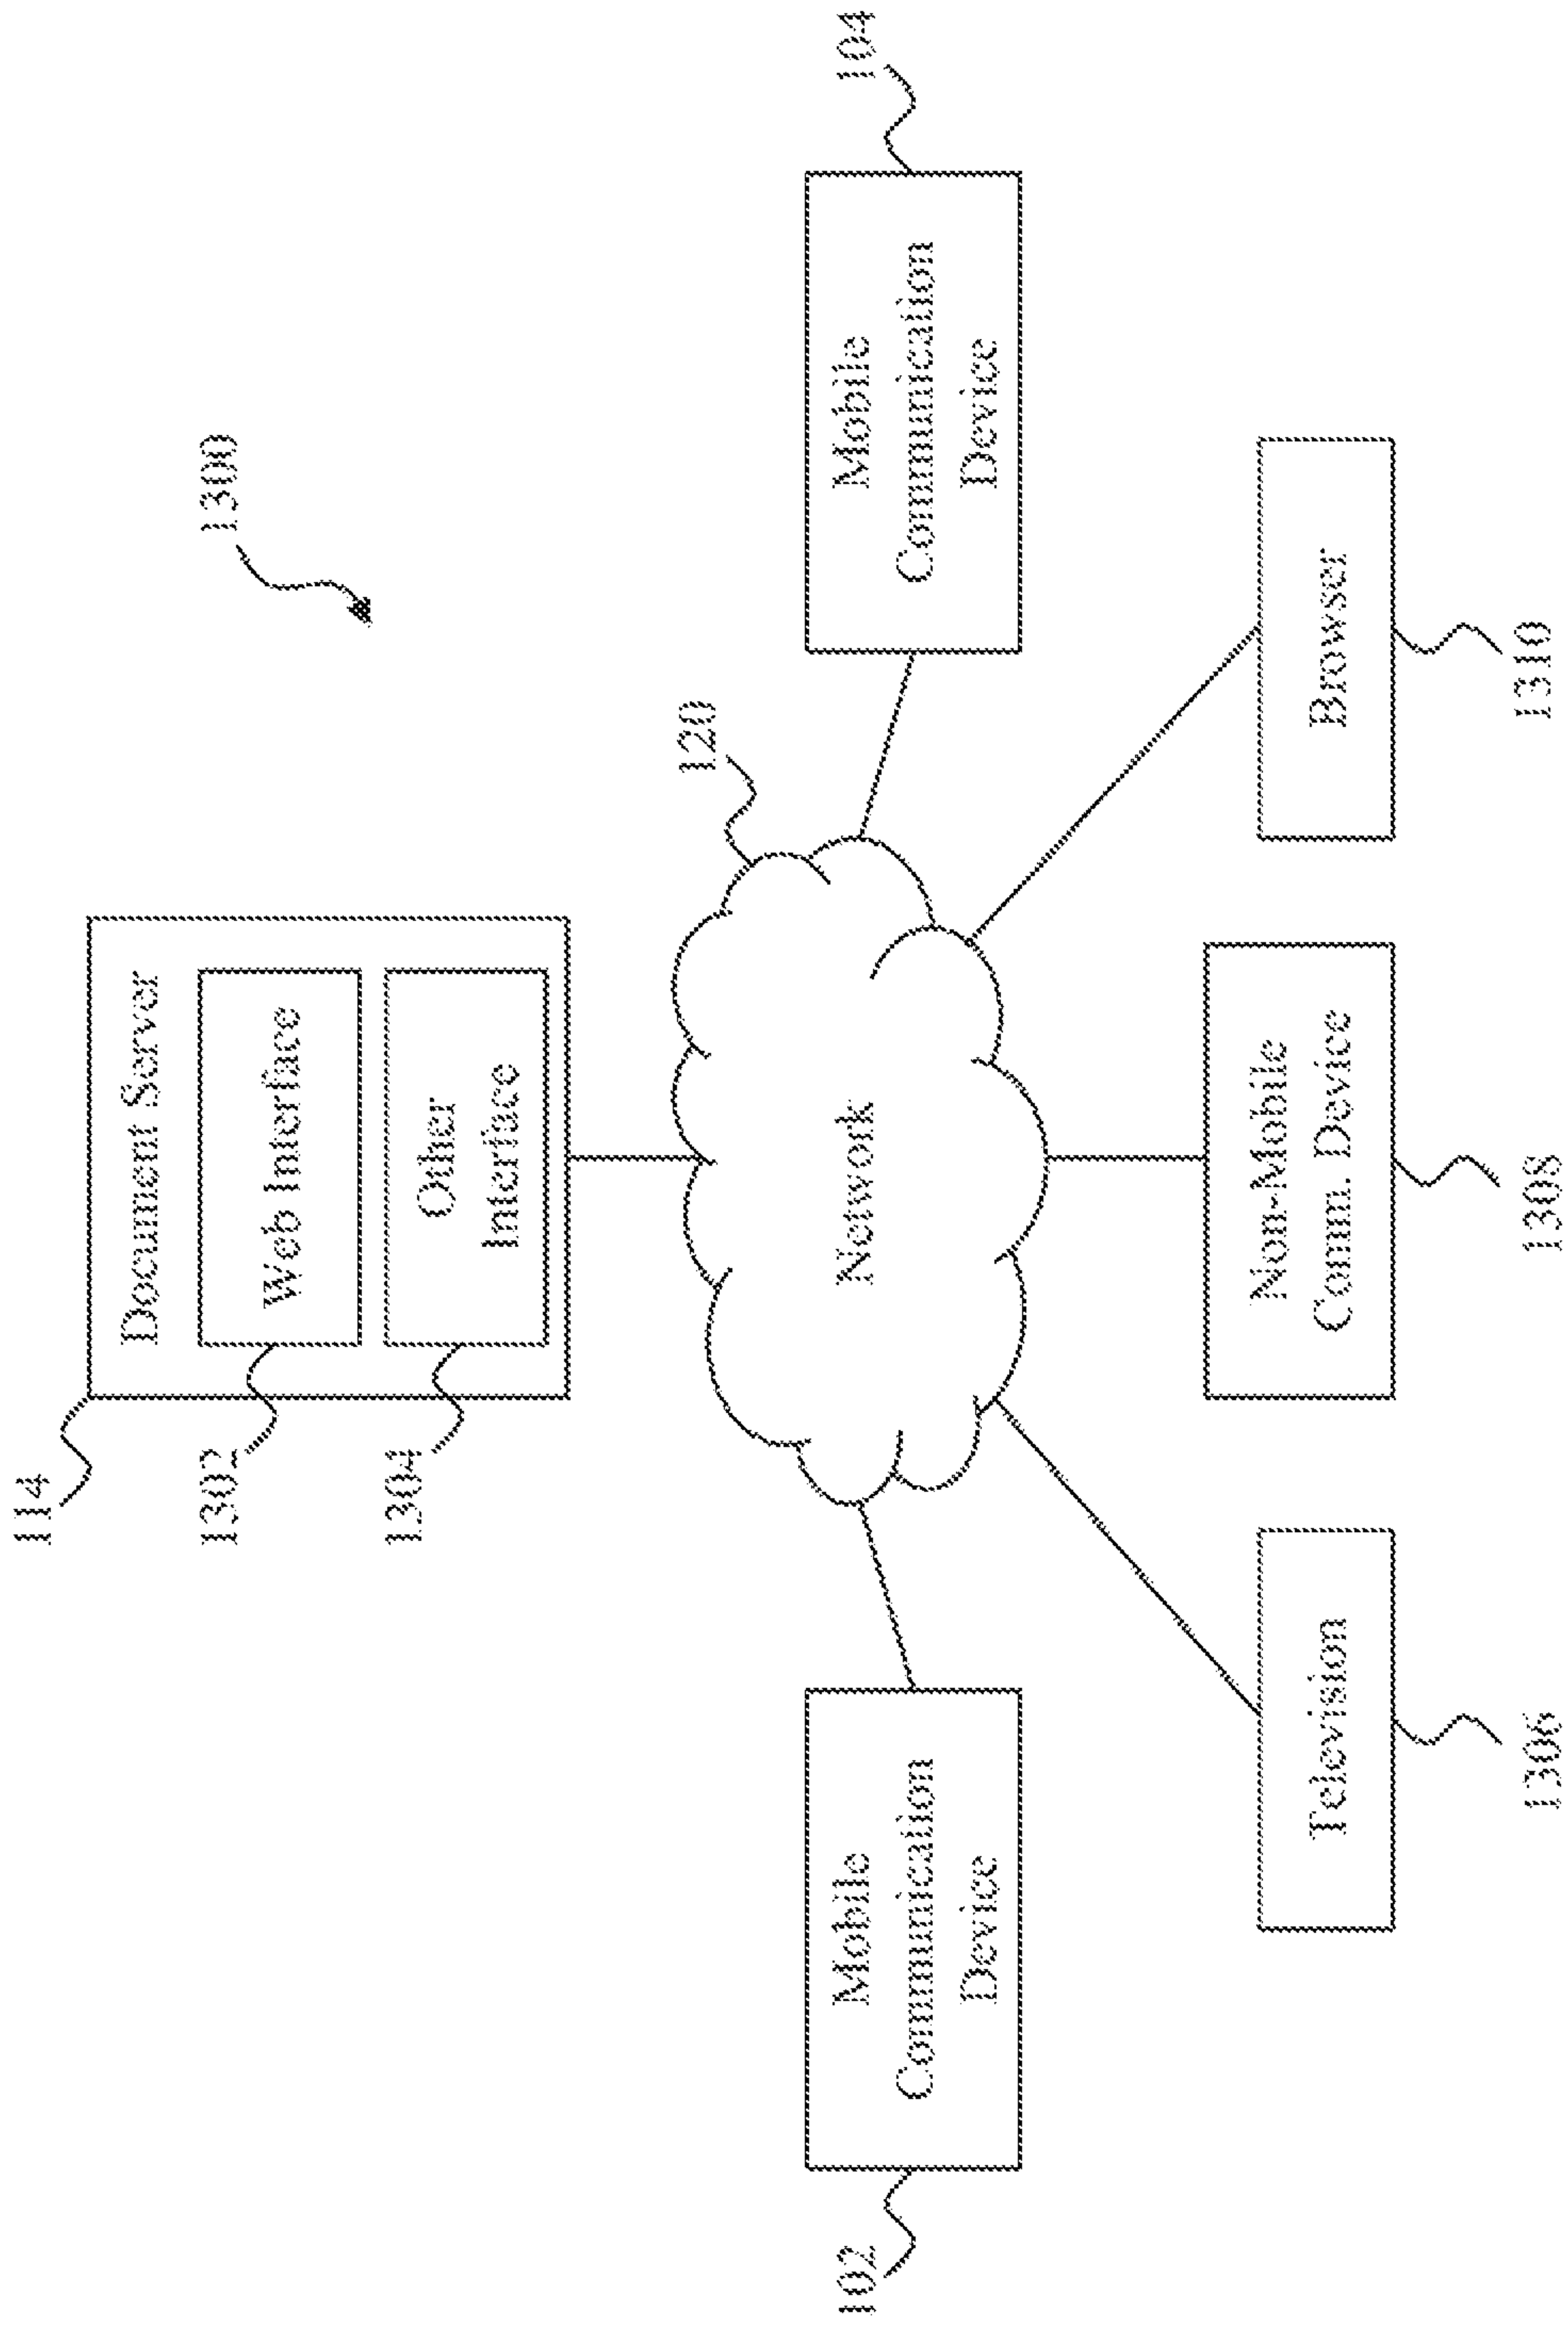 1300
114
Document Server
1302
Web Interface
1304
Other
Interface
120
Network
102
Mobile
Communication
Device
104
Mobile
Communication
Device
Television
1306
Non-Mobile
Comm. Device
1308
Browser
1310